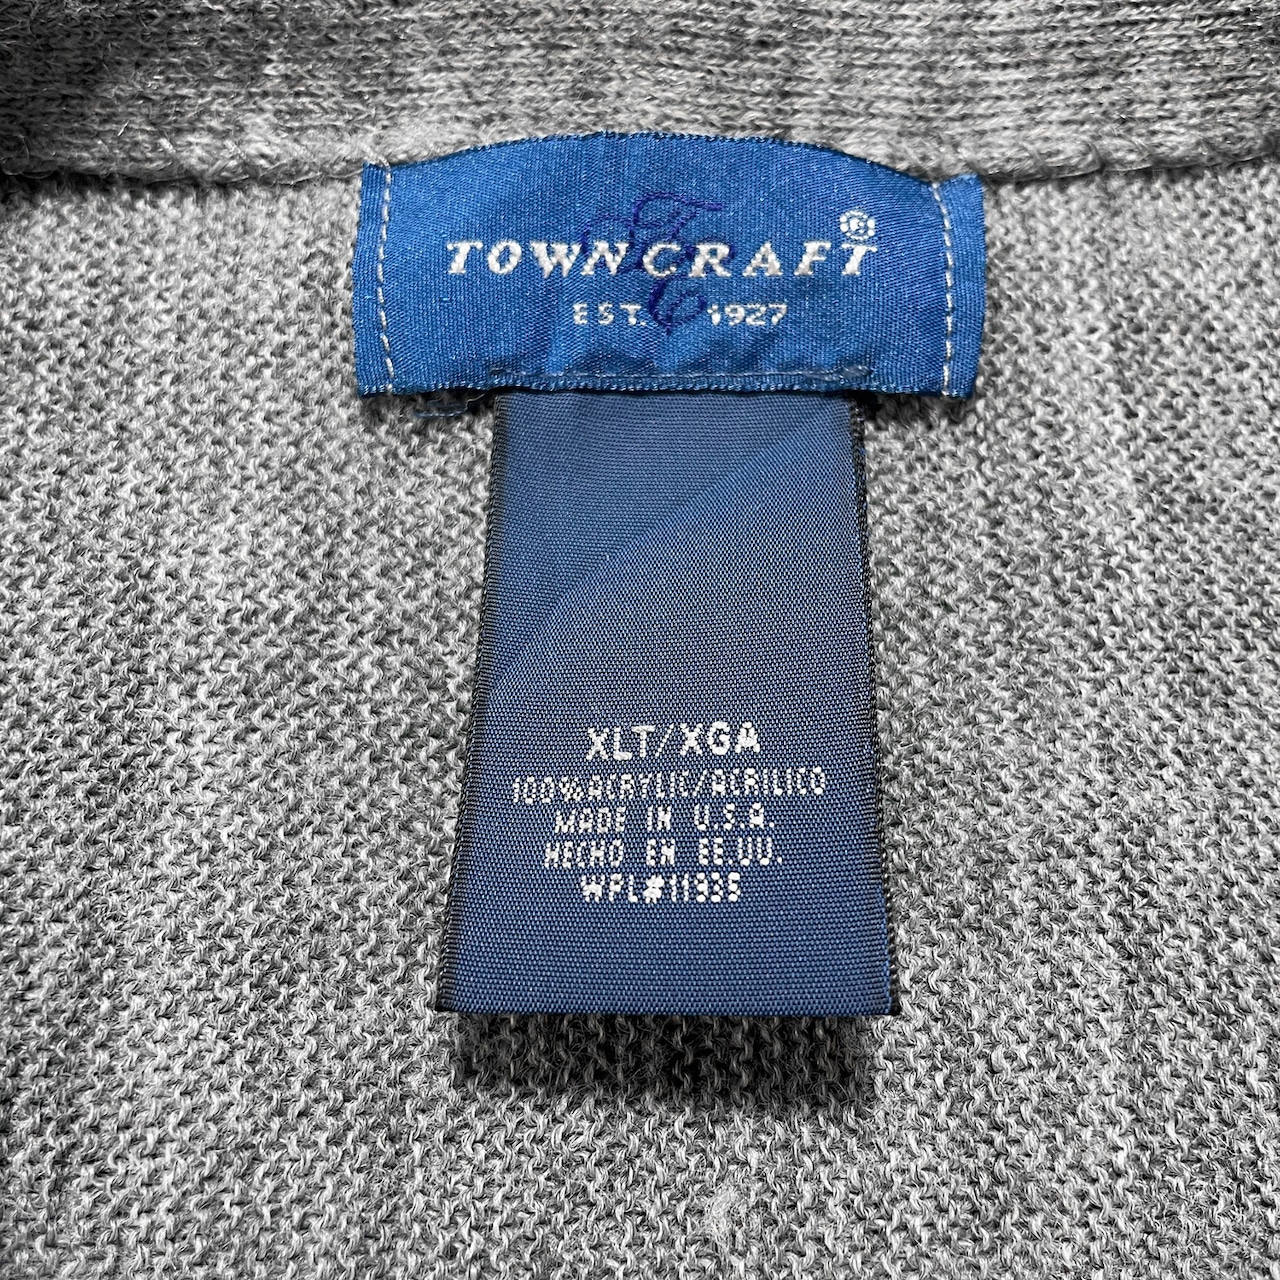 TOWNCRAFT®
EST. 1927
XLT/XGA
100% ACRYLIC/ACRILICO
MADE IN U.S.A.
HECHO EN EE.UU.
WPL#11935